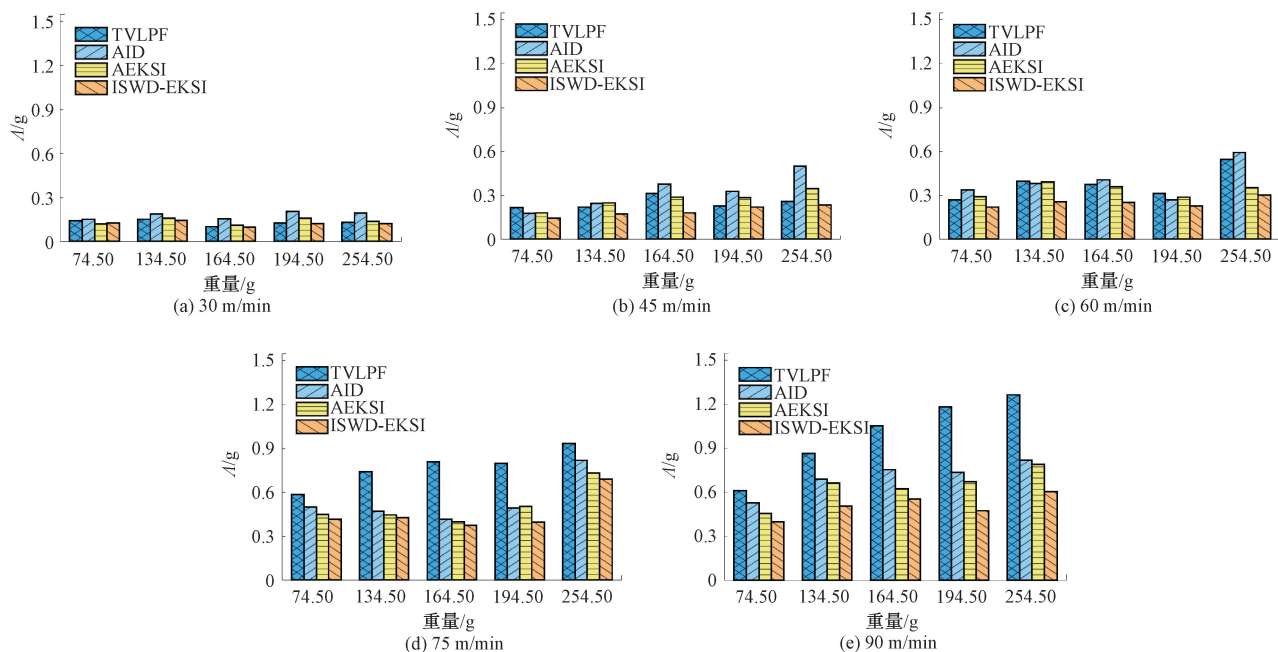 1.5
1.2
0.9
0.6
0.3
0
Λ/g
TVLPF
AID
AEKSI
ISWD-EKSI
74.50 134.50 164.50 194.50 254.50
重量/g
(a) 30 m/min
1.5
1.2
0.9
0.6
0.3
0
Λ/g
TVLPF
AID
AEKSI
ISWD-EKSI
74.50 134.50 164.50 194.50 254.50
重量/g
(b) 45 m/min
1.5
1.2
0.9
0.6
0.3
0
Λ/g
TVLPF
AID
AEKSI
ISWD-EKSI
74.50 134.50 164.50 194.50 254.50
重量/g
(c) 60 m/min
1.5
1.2
0.9
0.6
0.3
0
Λ/g
TVLPF
AID
AEKSI
ISWD-EKSI
74.50 134.50 164.50 194.50 254.50
重量/g
(d) 75 m/min
1.5
1.2
0.9
0.6
0.3
0
Λ/g
TVLPF
AID
AEKSI
ISWD-EKSI
74.50 134.50 164.50 194.50 254.50
重量/g
(e) 90 m/min